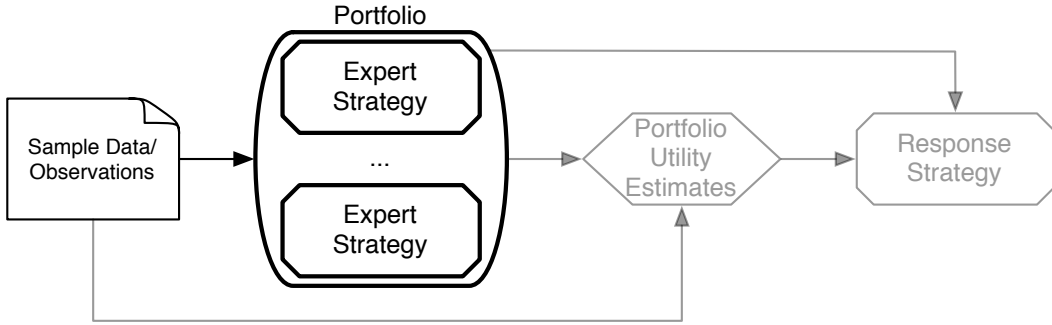 Portfolio
Expert
Strategy
Sample Data/
Observations
...
Expert
Strategy
Portfolio
Utility
Estimates
Response
Strategy